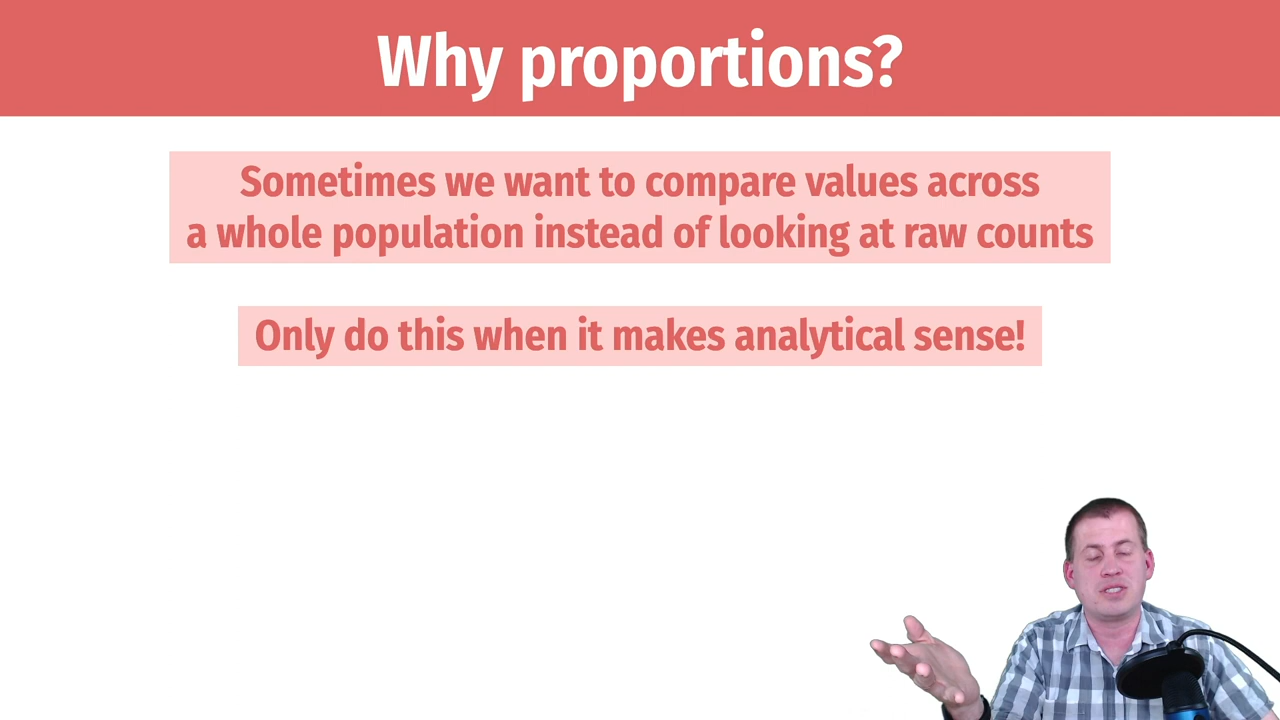 Why proportions?
Sometimes we want to compare values across
a whole population instead of looking at raw counts
Only do this when it makes analytical sense!